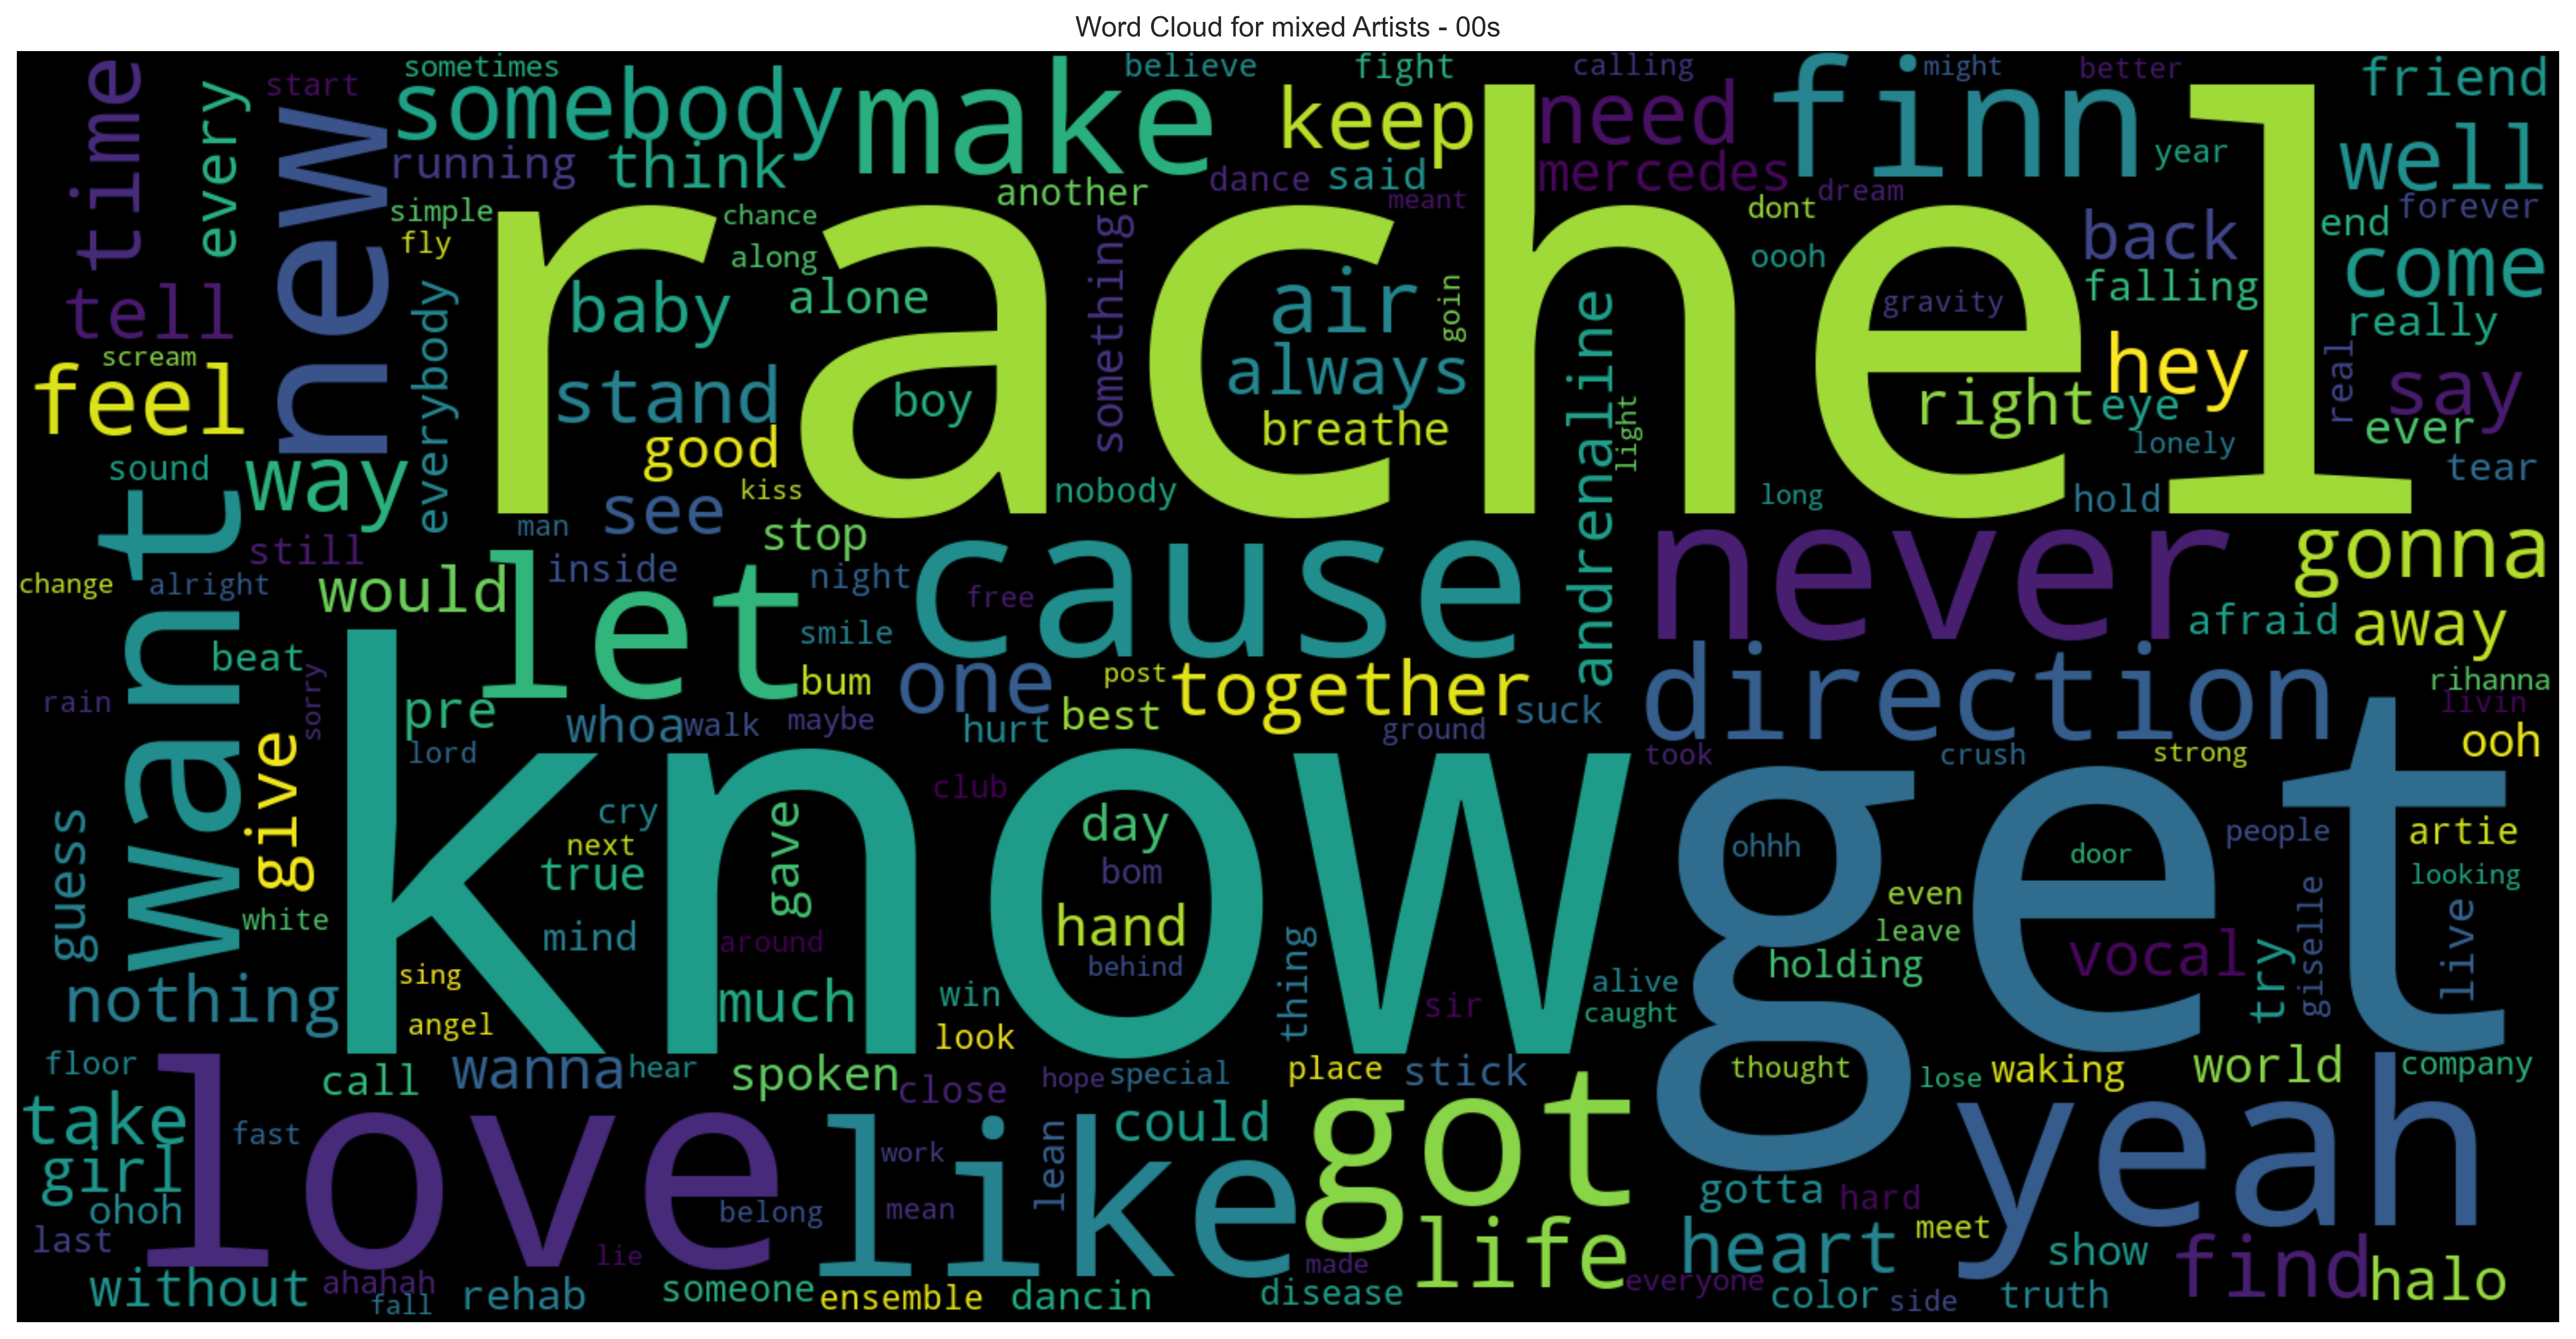 Word Cloud for mixed Artists - 00s
time
every
start
sometimes
somebody
make
believe
fight
keep
calling
need
finn
might
better
friend
new
running
think
another
dance
said
mercedes
meant
dream
year
well
simple
fly
chance
along
rachel
something
dont
oooh
back
end
forever
come
tell
everybody
baby
alone
air
goin
andrenaline
gravity
falling
really
scream
feel
stand
boy
always
breathe
light
right
hey
eye
real
say
ever
sound
way
good
see
kiss
nobody
long
lonely
hold
tear
want
still
man
stop
cause
never
gonna
change
alright
would
let
inside
night
free
smile
afraid
away
beat
rain
sorry
pre
bum
one
post
together
direction
rihanna
livin
whoa
walk
maybe
hurt
best
ground
suck
ooh
give
lord
know
club
took
crush
strong
get
guess
cry
next
true
gave
day
bom
ohhh
door
people
artie
looking
white
mind
around
hand
behind
even
leave
holding
vocal
giselle
try
live
nothing
sing
angel
much
win
look
thing
sir
alive
caught
floor
call
wanna
hear
spoken
close
hope
special
place
stick
thought
lose
waking
world
company
take
fast
love
like
work
lean
could
got
yeah
girl
ohoh
belong
mean
gotta
hard
last
lie
life
heart
meet
show
find
halo
without
ahahah
fall
rehab
someone
ensemble
dancin
made
disease
everyone
color
side
truth